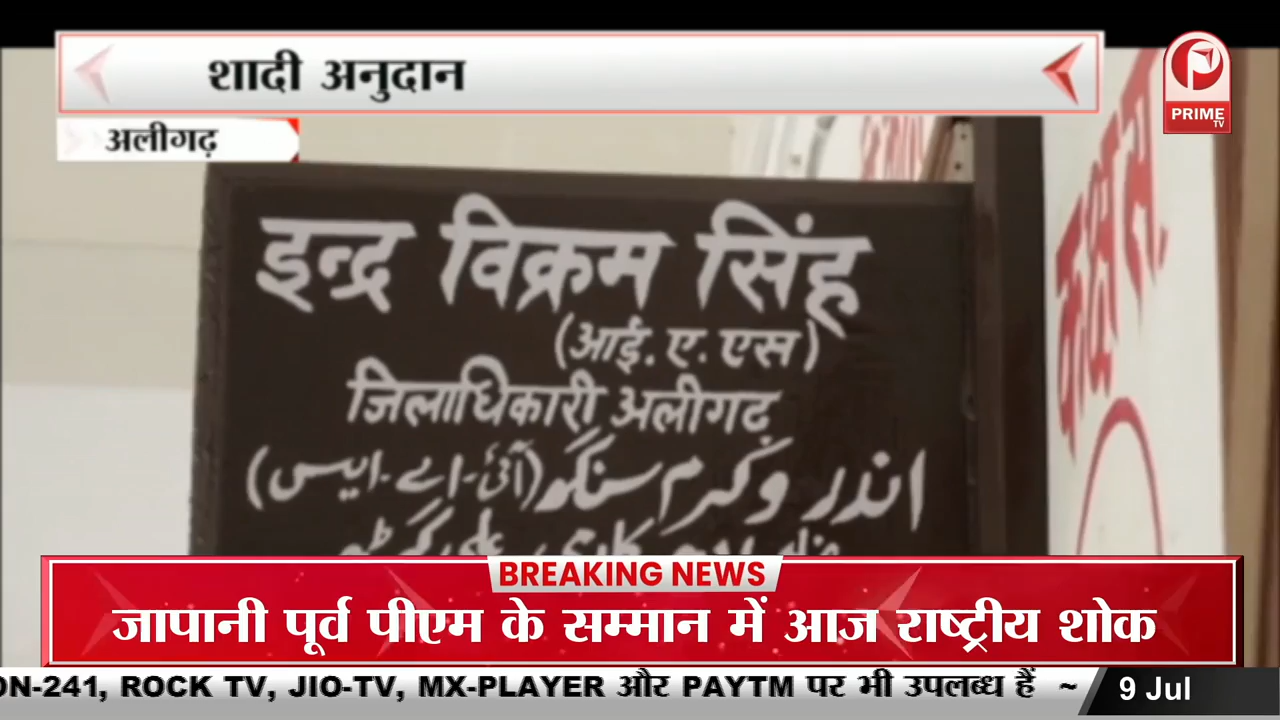 शादी अनुदान
PRIME
TV
अलीगढ़
इन्द्र विक्रम सिंह
(आई. ए. एस)
जिलाधिकारी अलीगढ़
اندر وکرم سنگھ (آئی-اے-ایس)
BREAKING NEWS
जापानी पूर्व पीएम के सम्मान में आज राष्ट्रीय शोक
ON-241, ROCK TV, JIO-TV, MX-PLAYER और PAYTM पर भी उपलब्ध हैं ~
9 Jul